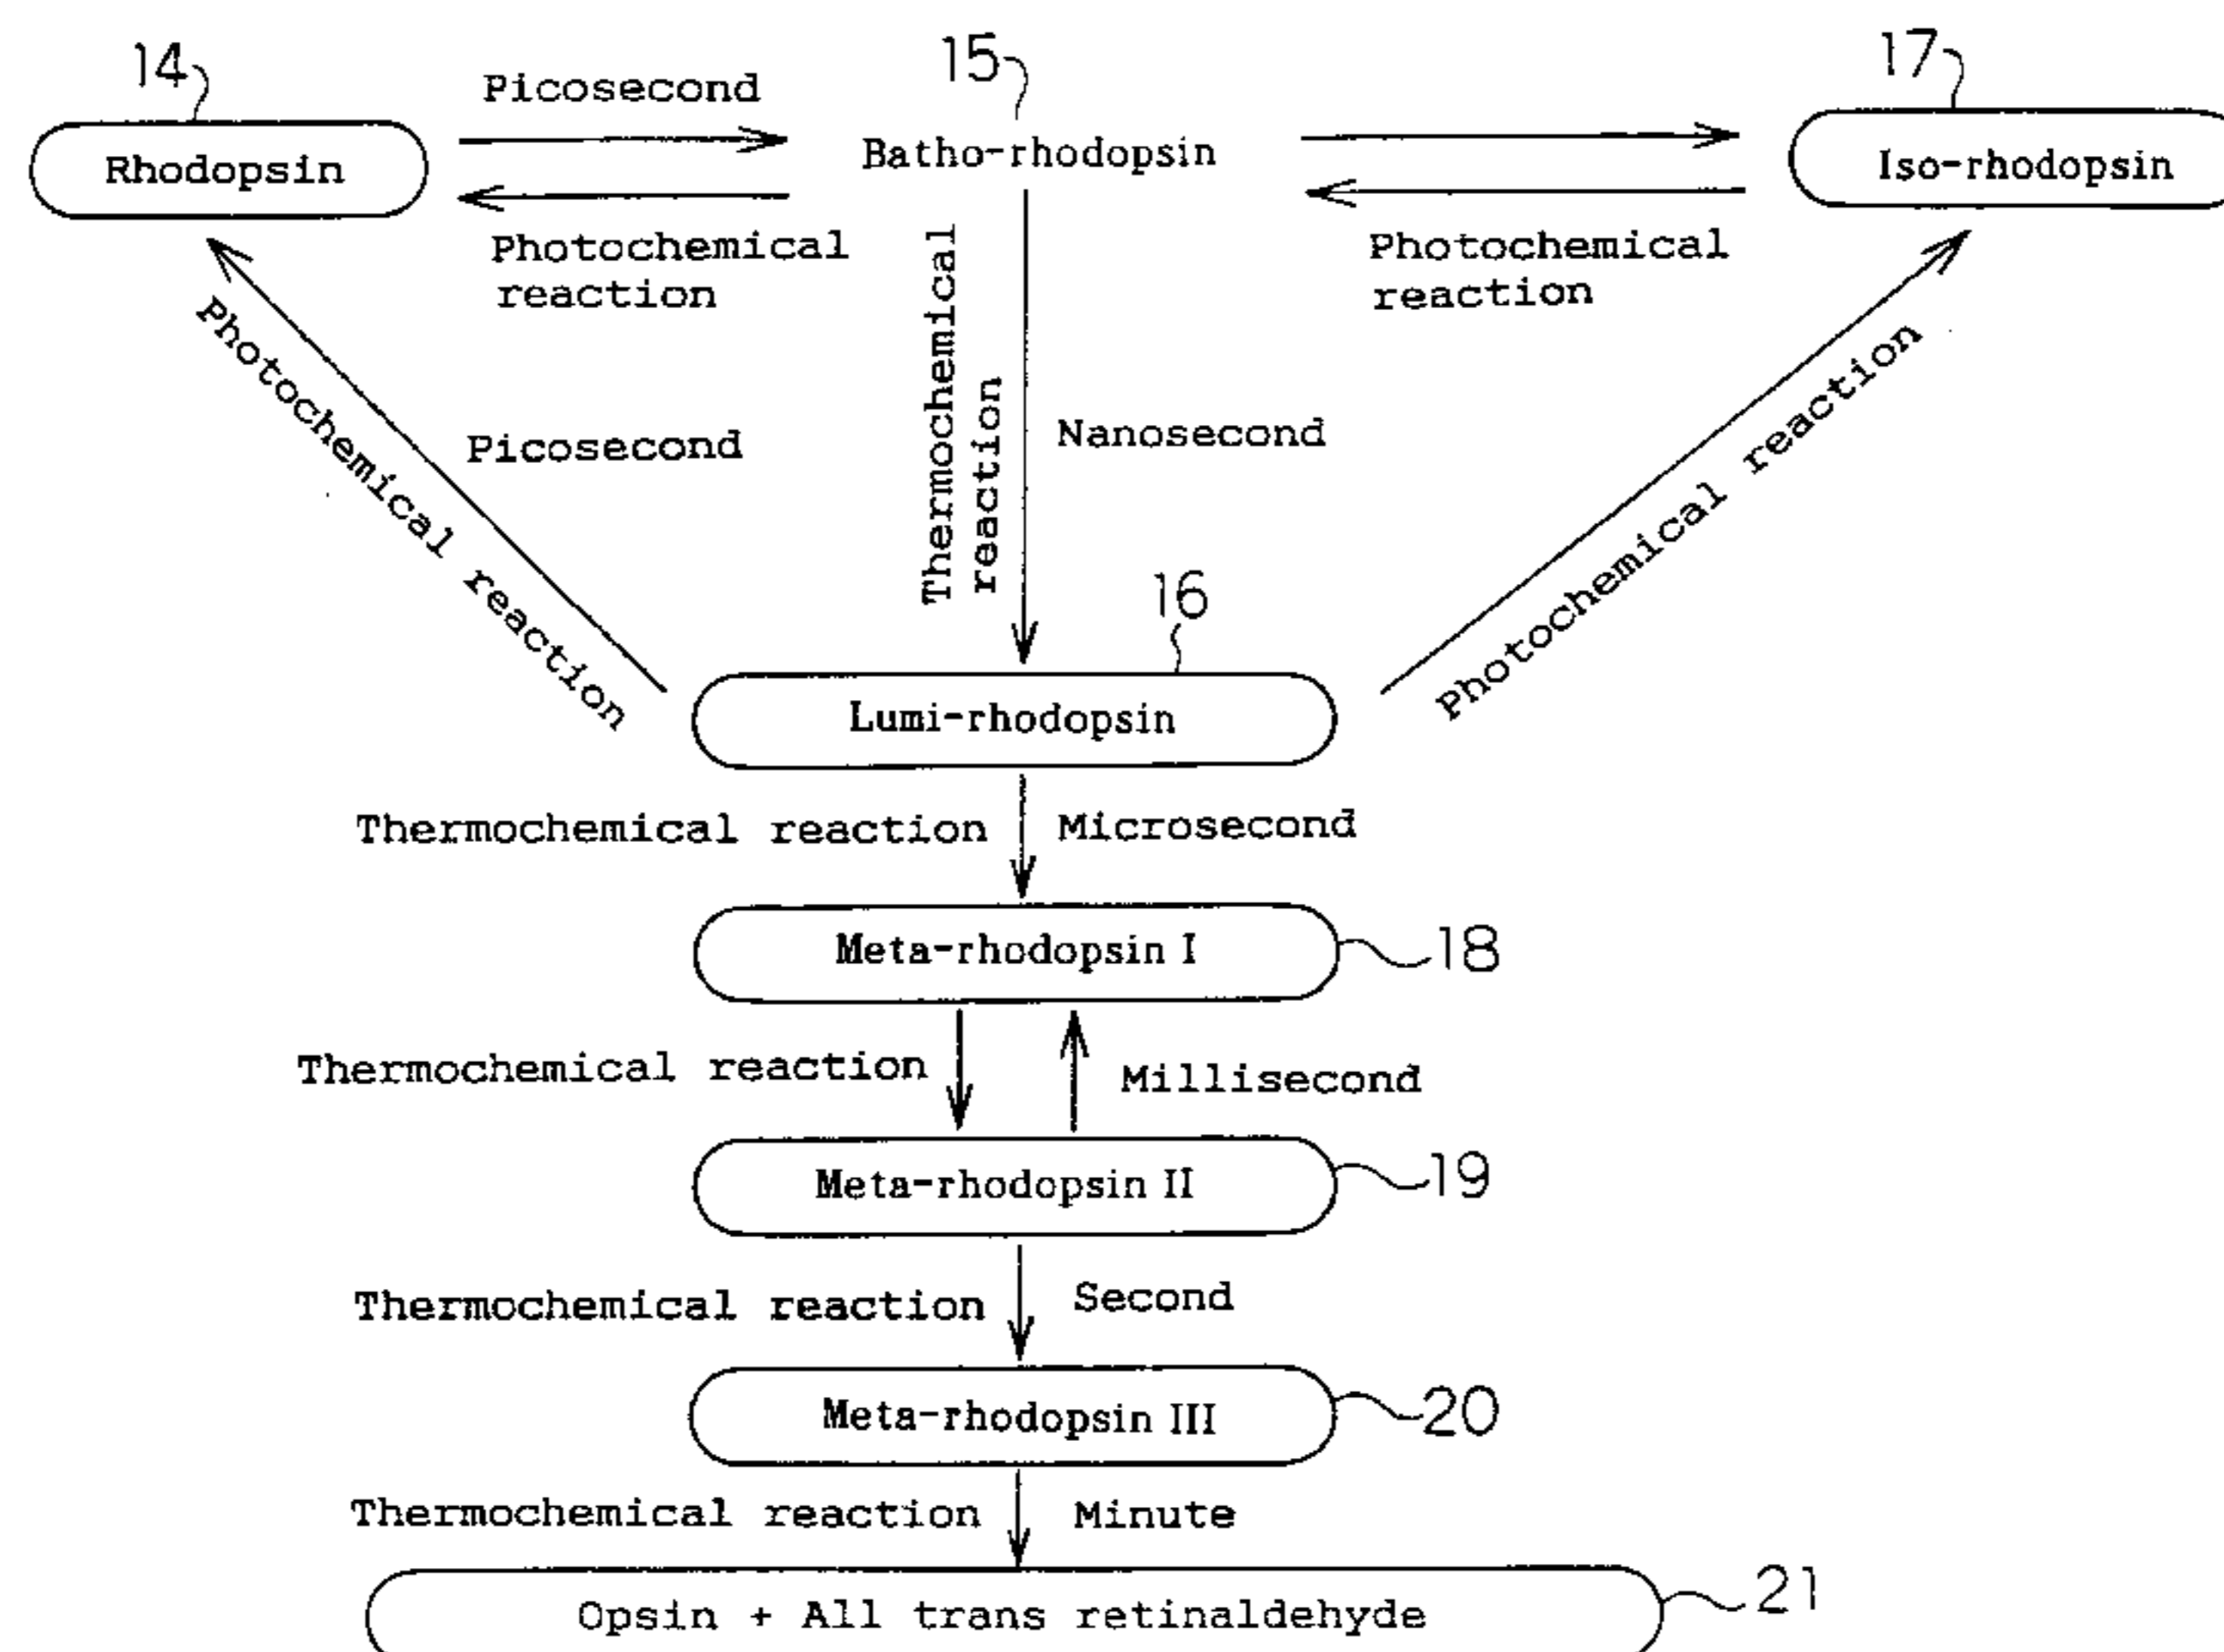 14
15
17
Picosecond
Rhodopsin
Batho-rhodopsin
Iso-rhodopsin
Photochemical
reaction
Photochemical
reaction
Photochemical reaction
Picosecond
Thermochemical
reaction
Nanosecond
Photochemical reaction
16
Lumi-rhodopsin
Thermochemical reaction
Microsecond
Meta-rhodopsin I
18
Thermochemical reaction
Millisecond
Meta-rhodopsin II
19
Thermochemical reaction
Second
Meta-rhodopsin III
20
Thermochemical reaction
Minute
Opsin + All trans retinaldehyde
21